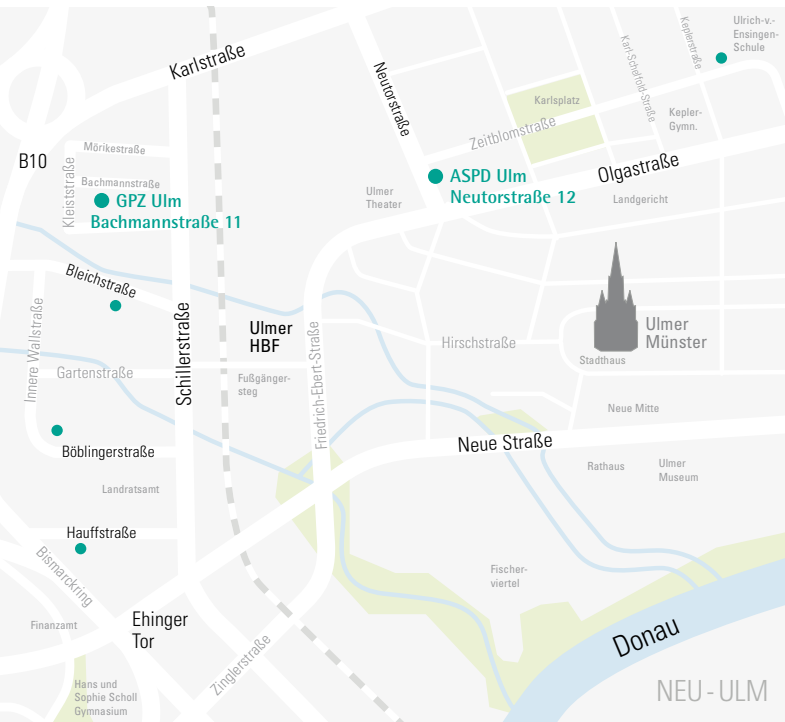 Ulrich-v.-
Ensingen-
Schule
Keplerstraße
Karl-Schefold-Straße
Karlstraße
Neutorstraße
Karlsplatz
Kepler-
Gymn.
Zeitblomstraße
B10
Mörikestraße
Bachmannstraße
Kleiststraße
GPZ Ulm
Bachmannstraße 11
ASPD Ulm
Neutorstraße 12
Ulmer
Theater
Olgastraße
Landgericht
Bleichstraße
Innere Wallstraße
Schillerstraße
Ulmer
HBF
Friedrich-Ebert-Straße
Hirschstraße
Ulmer
Münster
Stadthaus
Gartenstraße
Fußgänger-
steg
Neue Mitte
Böblingerstraße
Neue Straße
Landratsamt
Rathaus
Ulmer
Museum
Hauffstraße
Bismarckring
Fischer-
viertel
Finanzamt
Ehinger
Tor
Zinglerstraße
Donau
Hans und
Sophie Scholl
Gymnasium
NEU-ULM